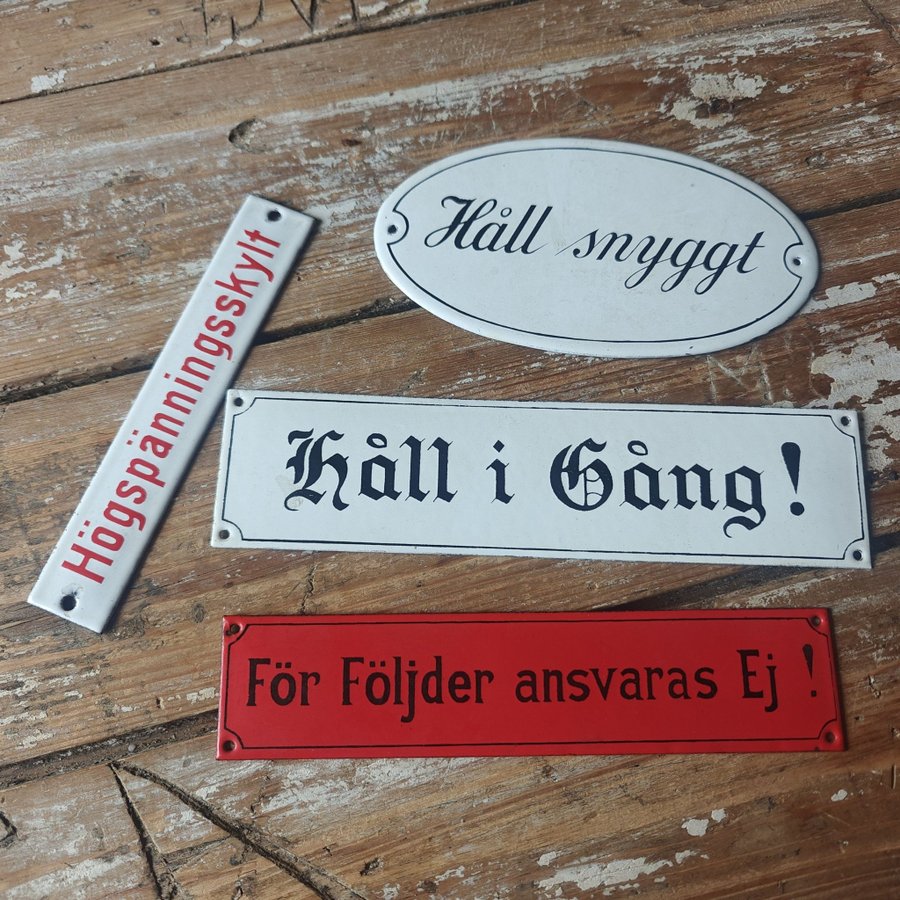 Håll snyggt
Högspänningsskylt
Håll i Gång!
För Följder ansvaras Ej !